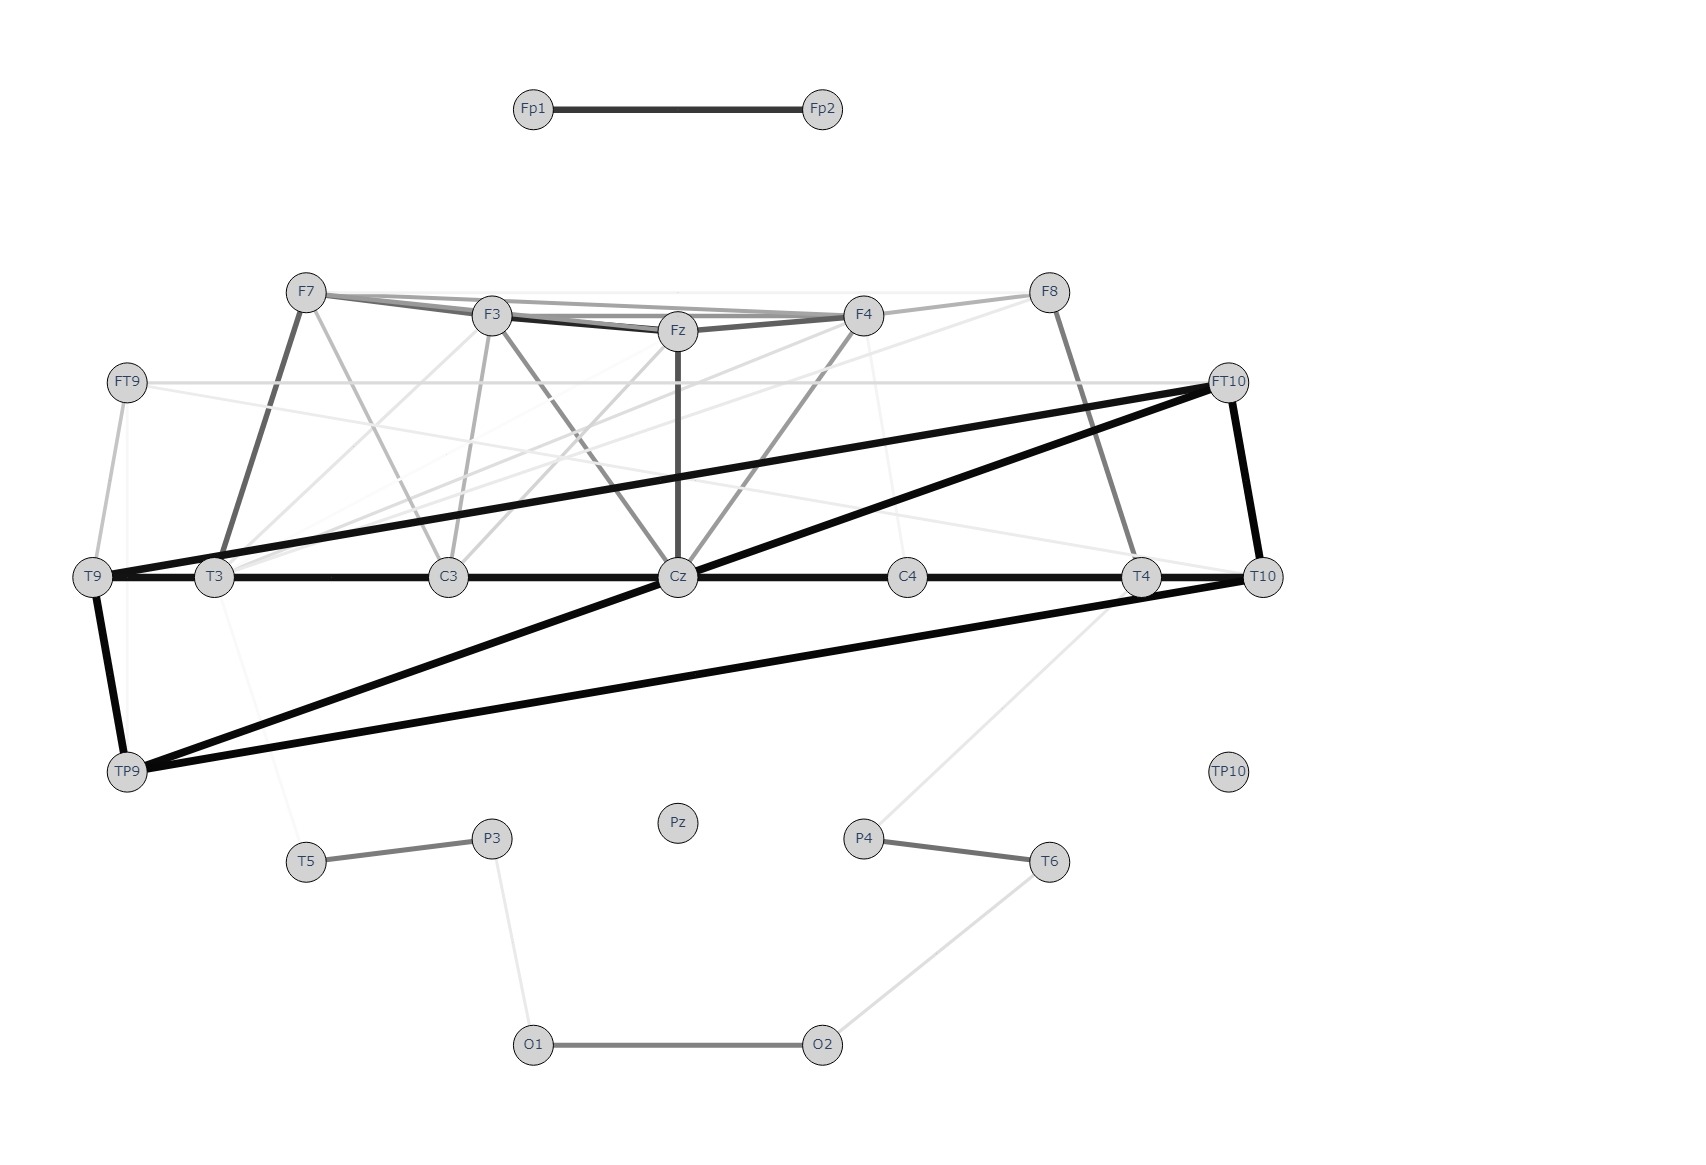 Fp1 Fp2
F7 F3 Fz F4 F8
FT9 FT10
T9 T3 C3 Cz C4 T4 T10
TP9 TP10
T5 P3 Pz P4 T6
O1 O2